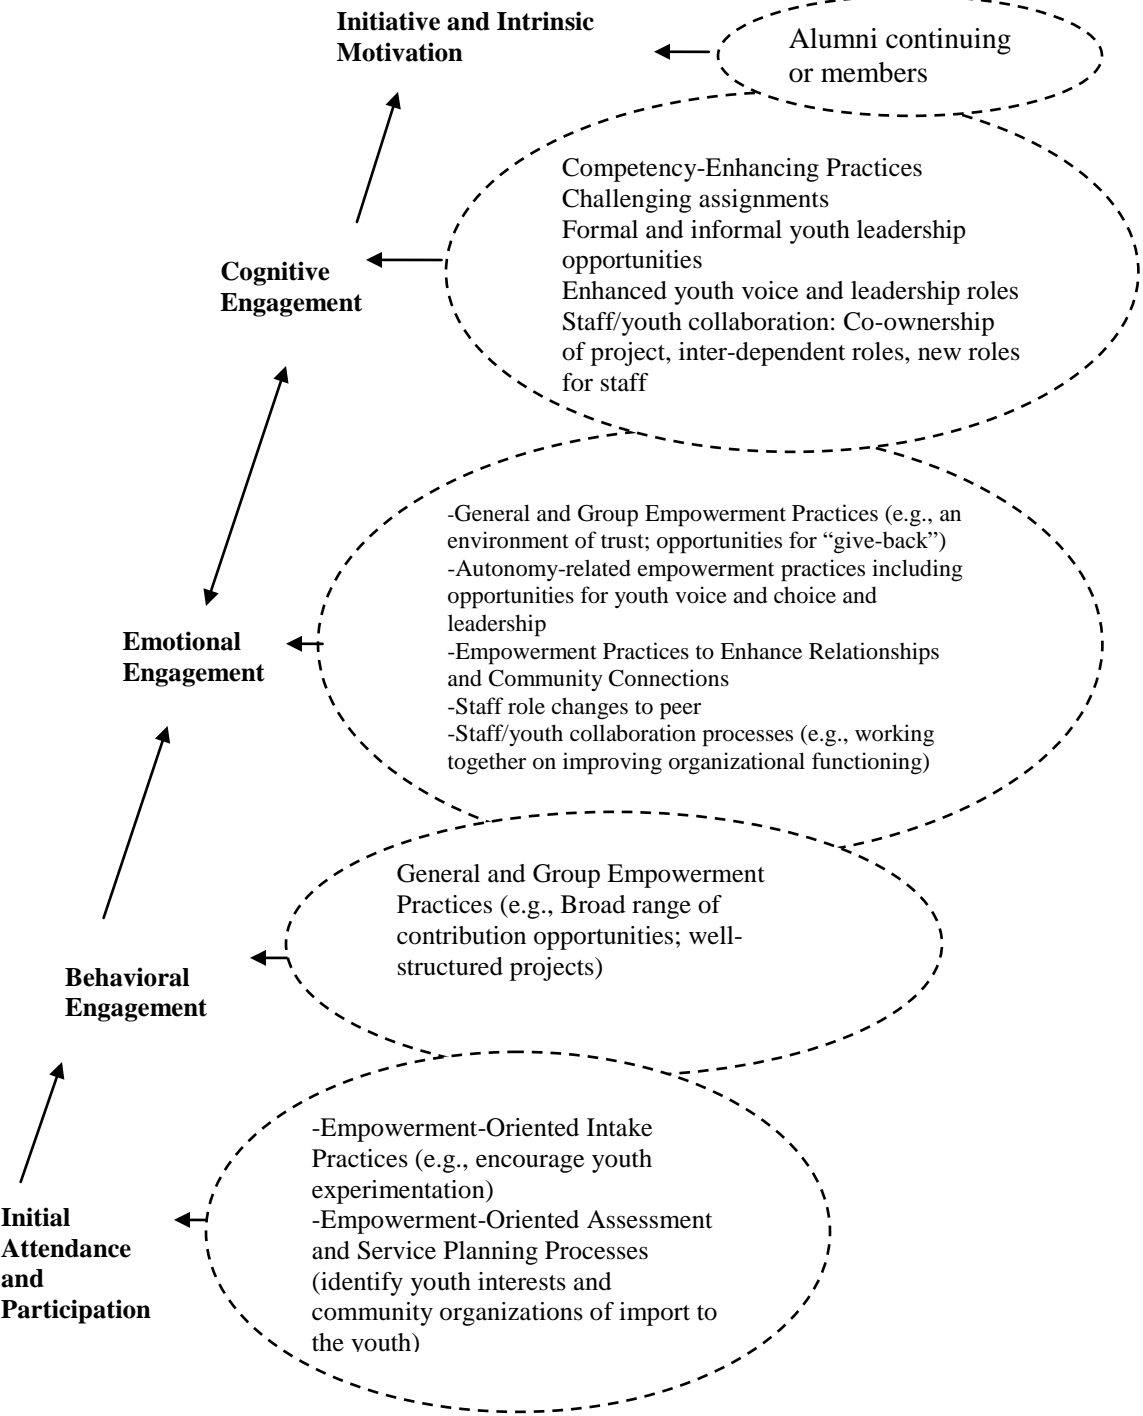 Initiative and Intrinsic
Motivation
Alumni continuing
or members
Competency-Enhancing Practices
Challenging assignments
Formal and informal youth leadership
opportunities
Enhanced youth voice and leadership roles
Staff/youth collaboration: Co-ownership
of project, inter-dependent roles, new roles
for staff
Cognitive
Engagement
-General and Group Empowerment Practices (e.g., an
environment of trust; opportunities for “give-back”)
-Autonomy-related empowerment practices including
opportunities for youth voice and choice and
leadership
-Empowerment Practices to Enhance Relationships
and Community Connections
-Staff role changes to peer
-Staff/youth collaboration processes (e.g., working
together on improving organizational functioning)
Emotional
Engagement
General and Group Empowerment
Practices (e.g., Broad range of
contribution opportunities; well-
structured projects)
Behavioral
Engagement
-Empowerment-Oriented Intake
Practices (e.g., encourage youth
experimentation)
-Empowerment-Oriented Assessment
and Service Planning Processes
(identify youth interests and
community organizations of import to
the youth)
Initial
Attendance
and
Participation